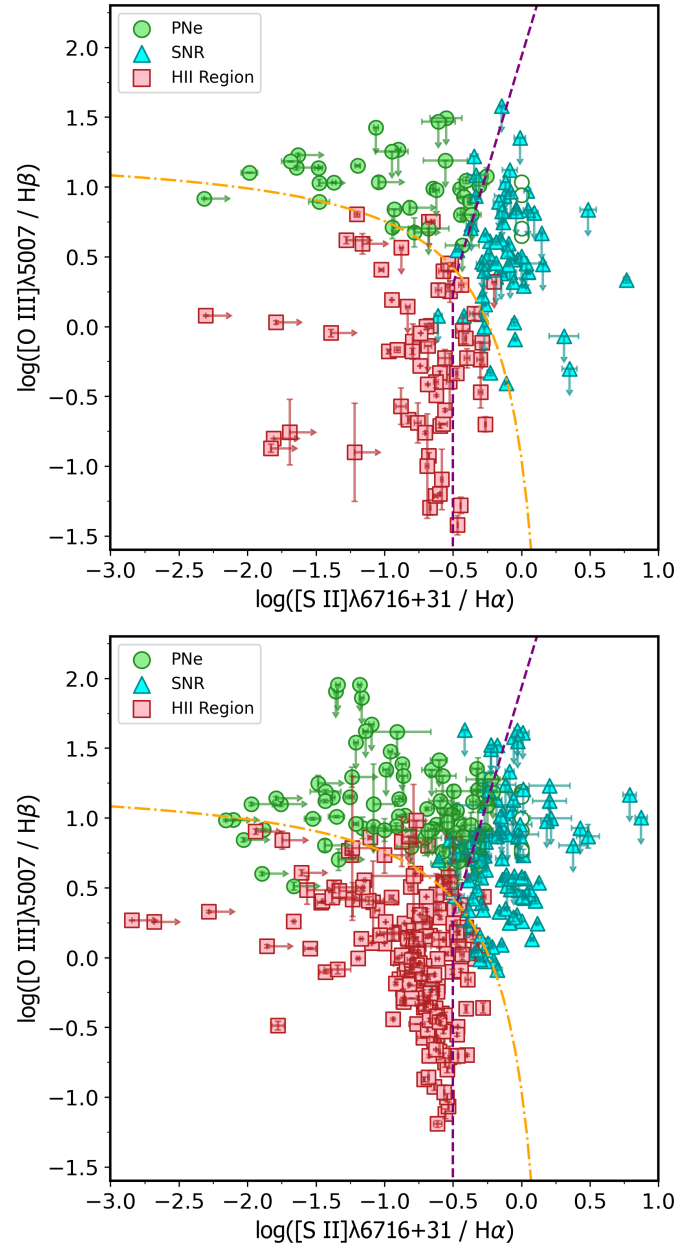 PNe
SNR
HII Region
2.0
1.5
1.0
0.5
0.0
−0.5
−1.0
−1.5
log([O III]λ5007 / Hβ)
−3.0 −2.5 −2.0 −1.5 −1.0 −0.5 0.0 0.5 1.0
log([S II]λ6716+31 / Hα)
PNe
SNR
HII Region
2.0
1.5
1.0
0.5
0.0
−0.5
−1.0
−1.5
log([O III]λ5007 / Hβ)
−3.0 −2.5 −2.0 −1.5 −1.0 −0.5 0.0 0.5 1.0
log([S II]λ6716+31 / Hα)